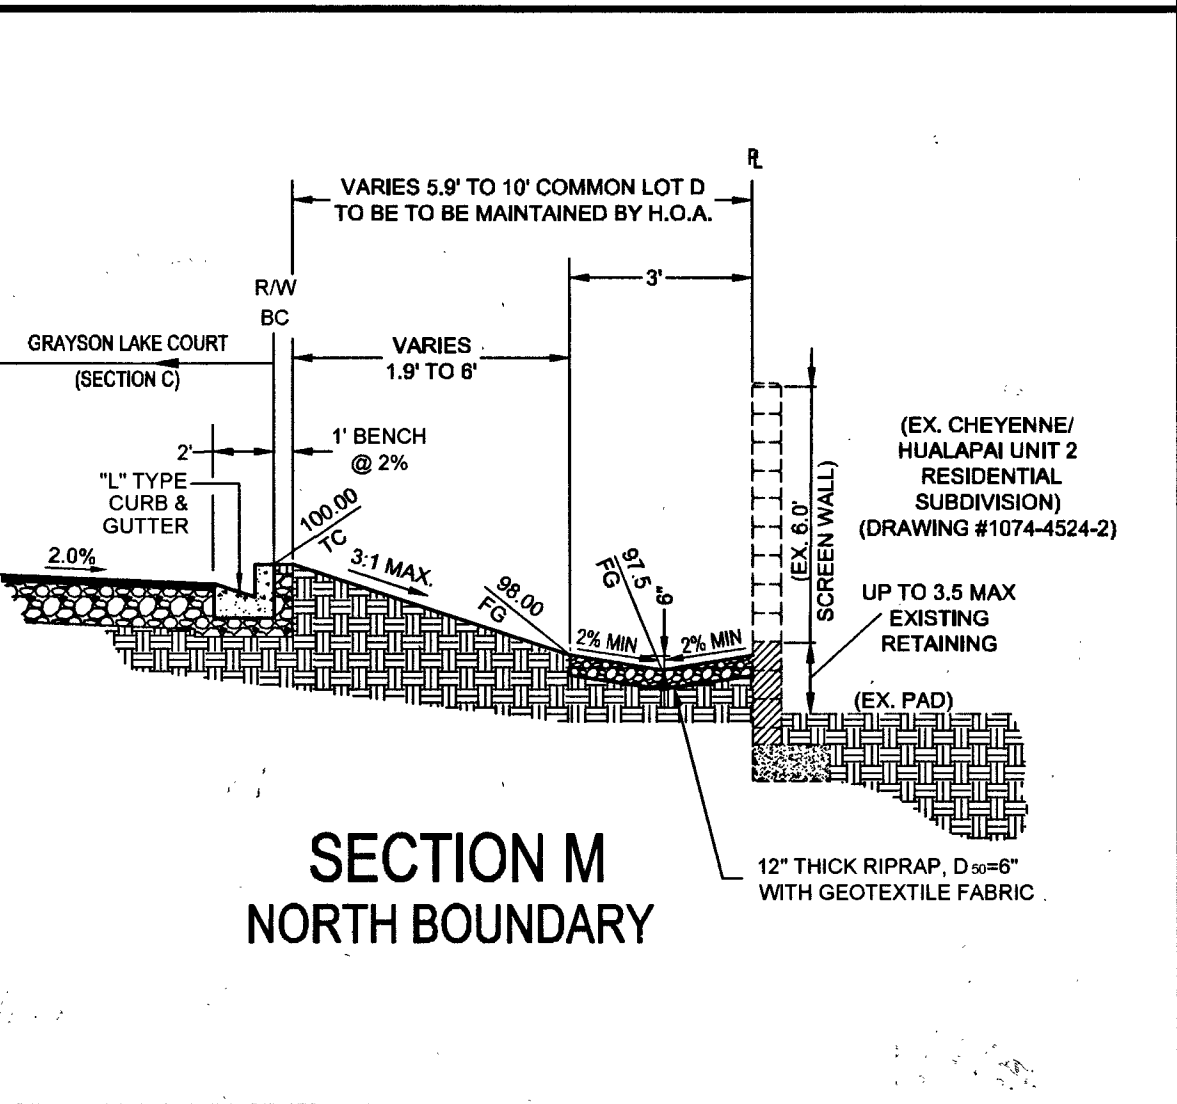 PL
VARIES 5.9' TO 10' COMMON LOT D
TO BE TO BE MAINTAINED BY H.O.A.
3'
R/W
BC
GRAYSON LAKE COURT
(SECTION C)
VARIES
1.9' TO 6'
2'
1' BENCH
@ 2%
"L" TYPE
CURB &
GUTTER
100.00
TC
2.0%
3:1 MAX.
98.00
FG
97.5
FG
6"
2% MIN
2% MIN
(EX. 6.0'
SCREEN WALL)
(EX. CHEYENNE/
HUALAPAI UNIT 2
RESIDENTIAL
SUBDIVISION)
(DRAWING #1074-4524-2)
UP TO 3.5 MAX
EXISTING
RETAINING
(EX. PAD)
12" THICK RIPRAP, D50=6"
WITH GEOTEXTILE FABRIC
SECTION M
NORTH BOUNDARY